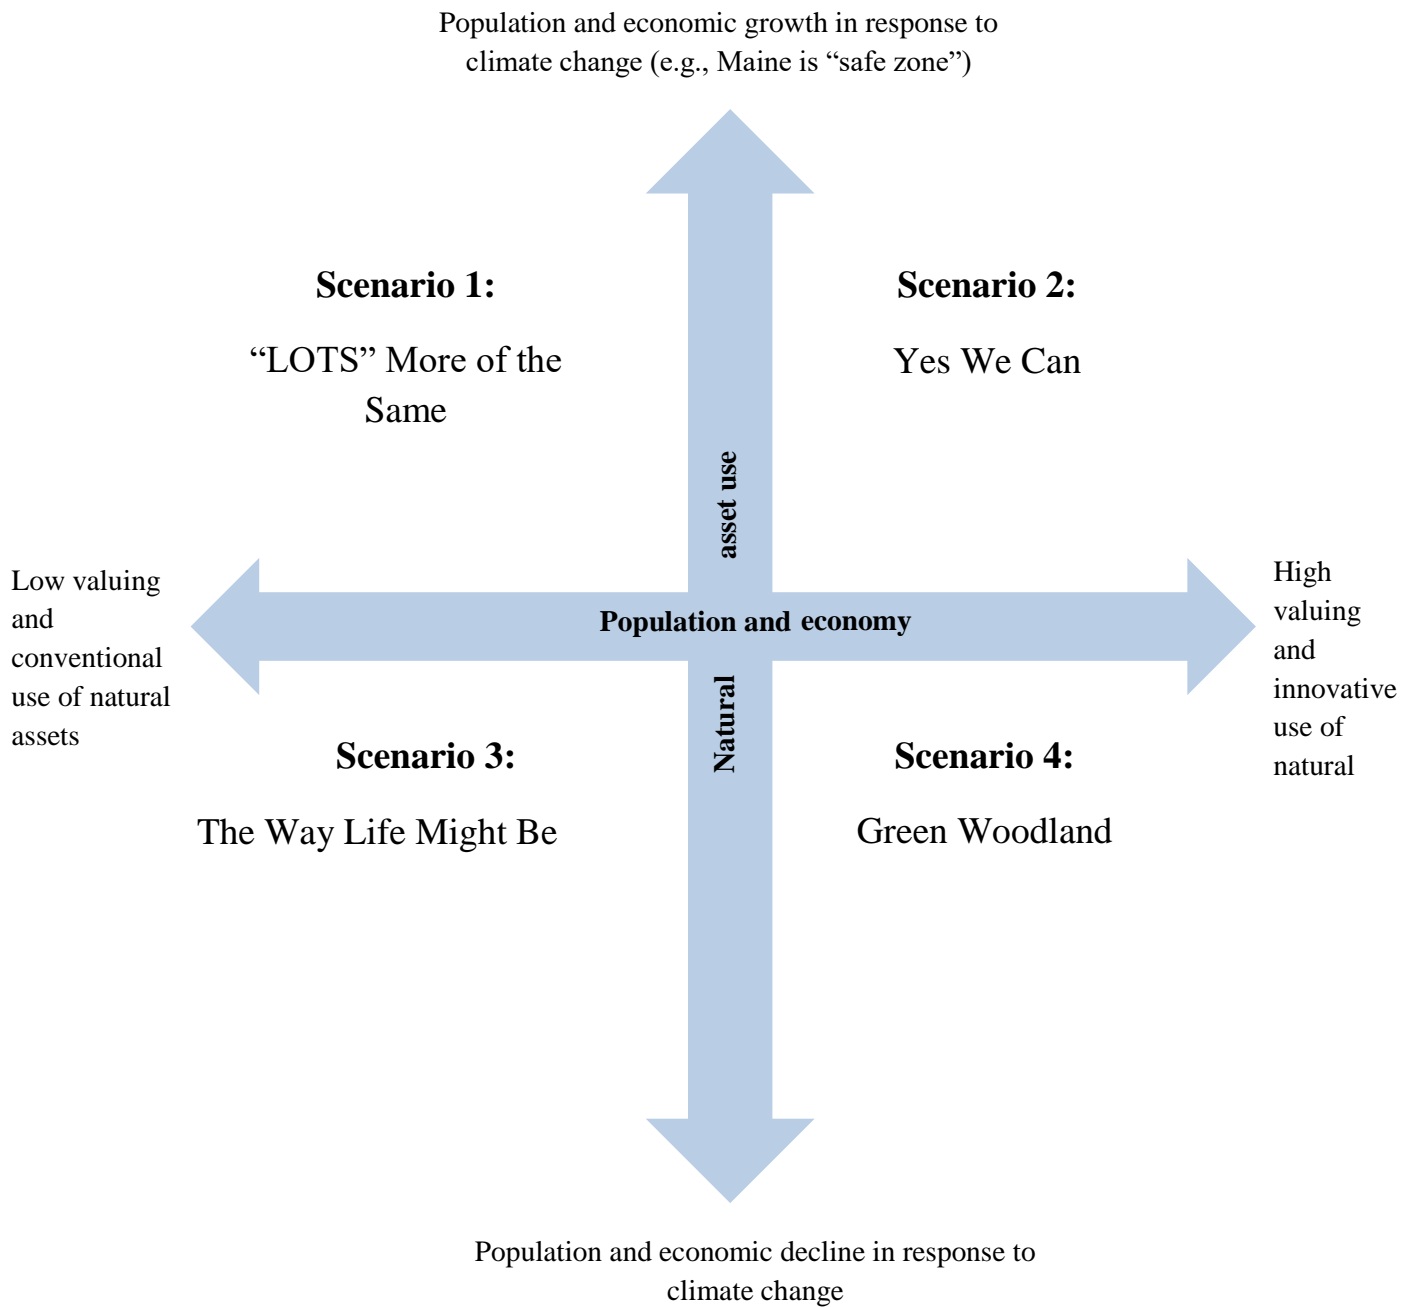 Population and economic growth in response to
climate change (e.g., Maine is “safe zone”)
Scenario 1:
“LOTS” More of the
Same
Scenario 2:
Yes We Can
asset use
Natural
Population and economy
Low valuing
and
conventional
use of natural
assets
High
valuing
and
innovative
use of
natural
Scenario 3:
The Way Life Might Be
Scenario 4:
Green Woodland
Population and economic decline in response to
climate change